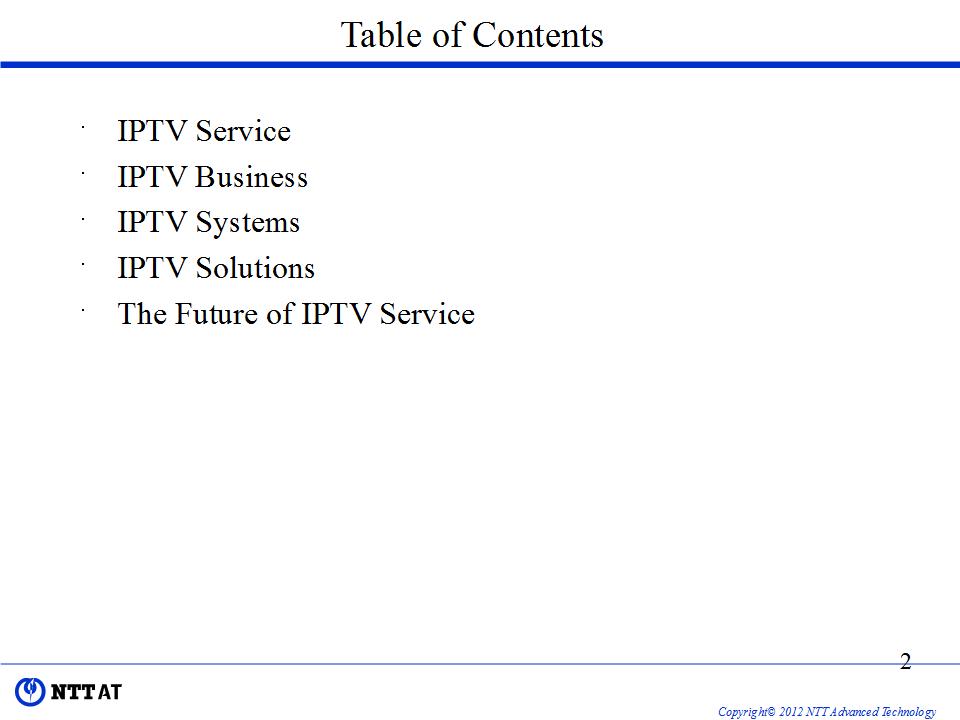 Table of Contents
· IPTV Service
· IPTV Business
· IPTV Systems
· IPTV Solutions
· The Future of IPTV Service
2
NTT AT
Copyright© 2012 NTT Advanced Technology